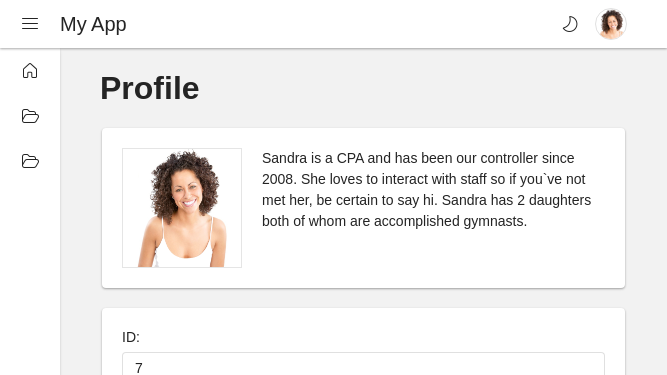 My App
Profile
Sandra is a CPA and has been our controller since
2008. She loves to interact with staff so if you`ve not
met her, be certain to say hi. Sandra has 2 daughters
both of whom are accomplished gymnasts.
ID:
7